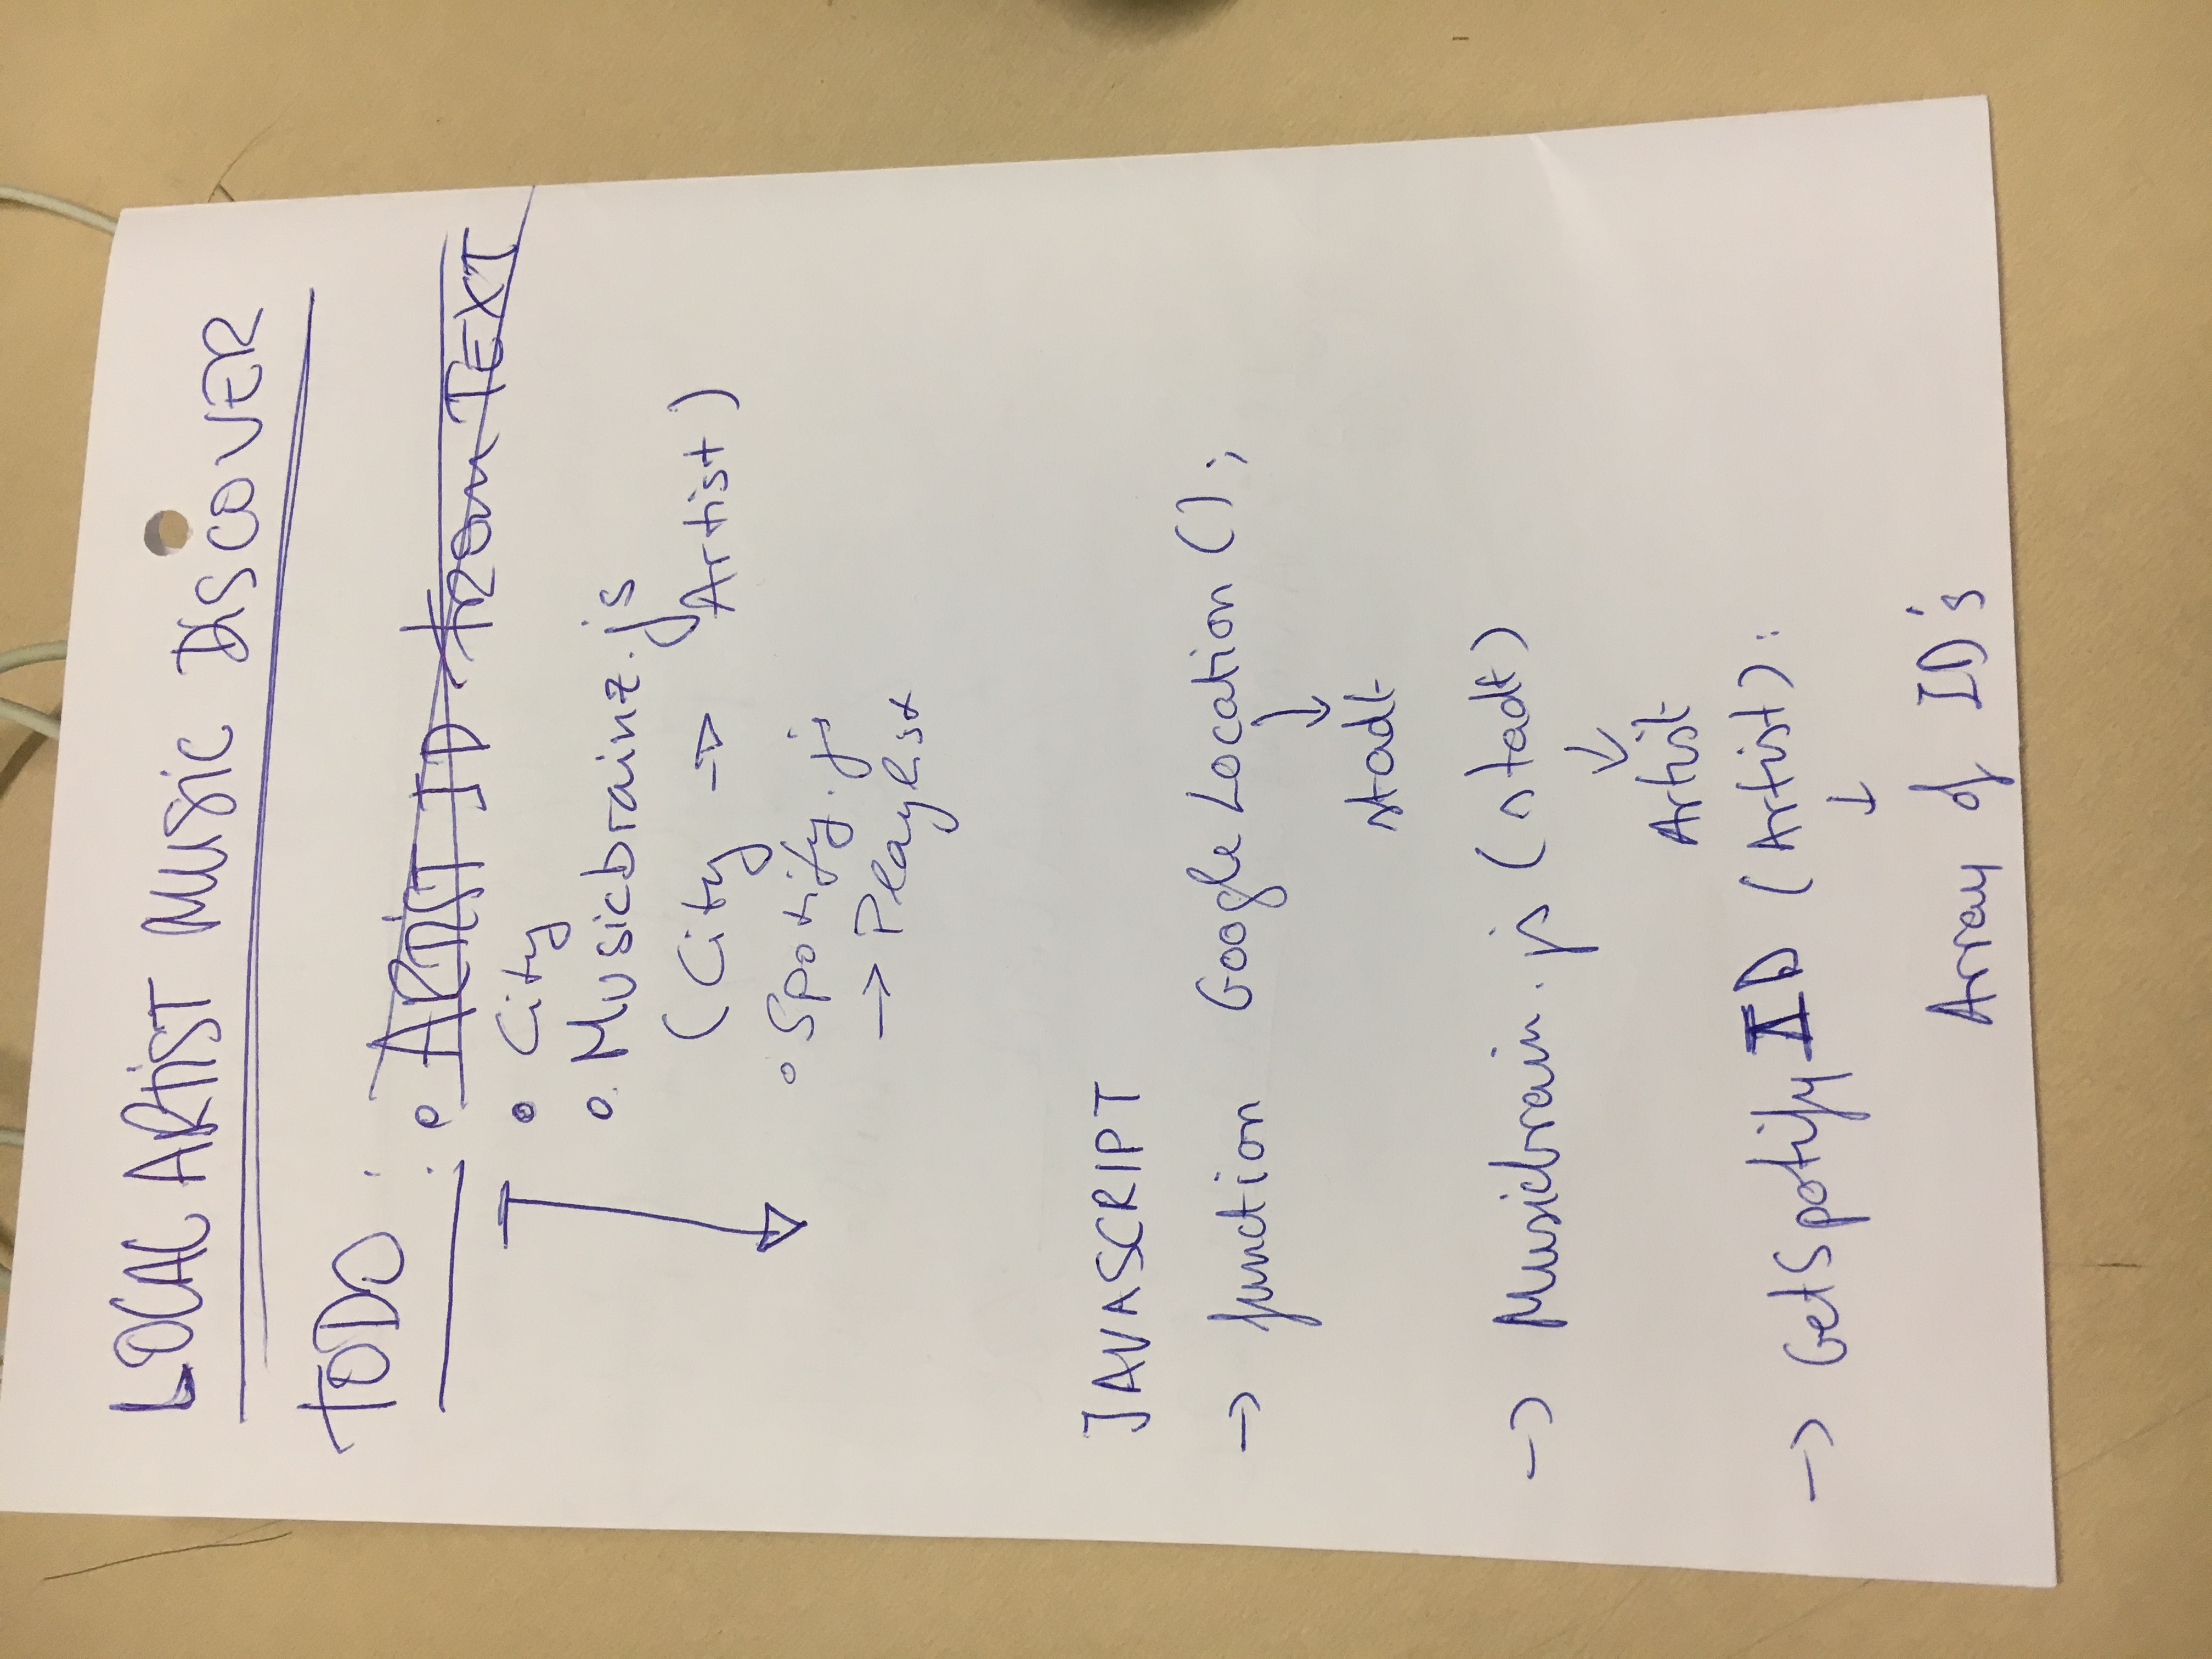 LOCAL ARTIST MUSIC DISCOVER
TODO :
• ARTIST ID FROM TEXT
• City
• Musicbrainz.js
(City → Artist)
• Spotify.js
→ Playlist
JAVASCRIPT
→ function GoogleLocation();
↓
stadt
→ Musicbrain.js (stadt)
↓
Artist
→ GetSpotifyID (Artist):
↓
Array of ID's